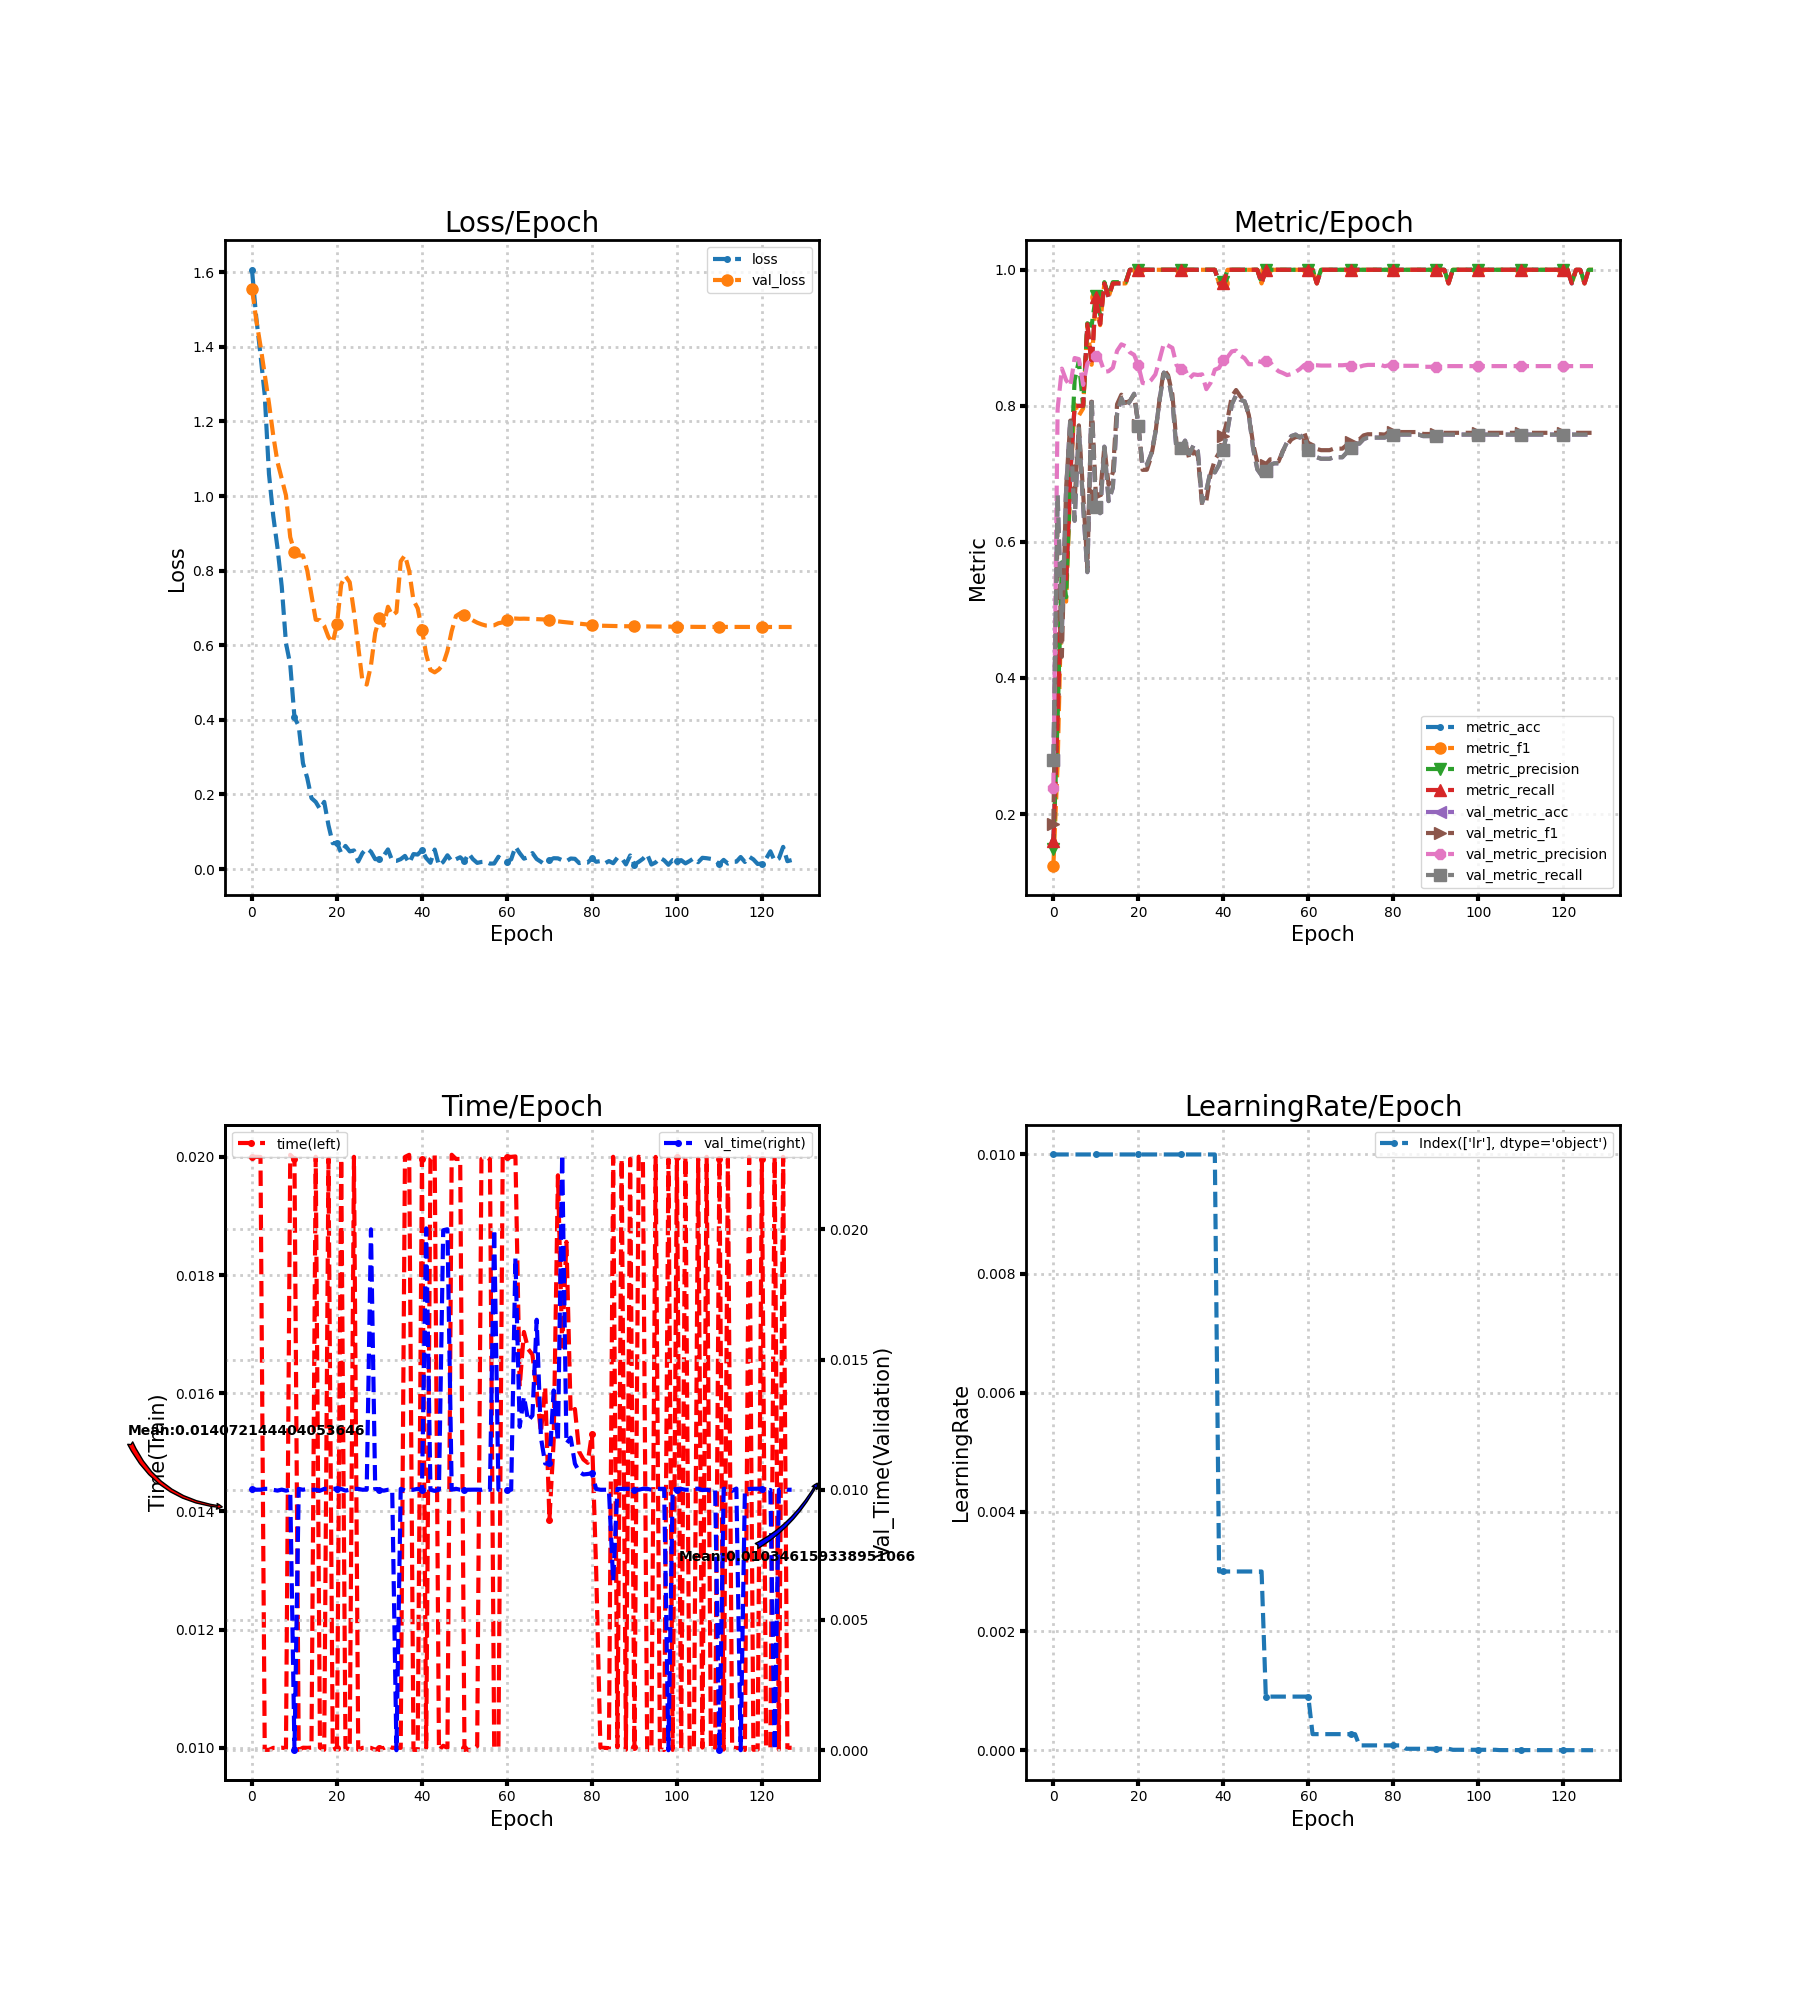 Loss/Epoch
loss
val_loss
1.6
1.4
1.2
1.0
0.8
0.6
0.4
0.2
0.0
Loss
0 20 40 60 80 100 120
Epoch
Metric/Epoch
1.0
0.8
0.6
0.4
0.2
Metric
metric_acc
metric_f1
metric_precision
metric_recall
val_metric_acc
val_metric_f1
val_metric_precision
val_metric_recall
0 20 40 60 80 100 120
Epoch
Time/Epoch
time(left)
val_time(right)
0.020
0.018
0.016
0.014
0.012
0.010
Time(Train)
Mean:0.014072144404053646
0.020
0.015
0.010
0.005
0.000
Val_Time(Validation)
Mean:0.010346159338951066
0 20 40 60 80 100 120
Epoch
LearningRate/Epoch
Index(['lr'], dtype='object')
0.010
0.008
0.006
0.004
0.002
0.000
LearningRate
0 20 40 60 80 100 120
Epoch